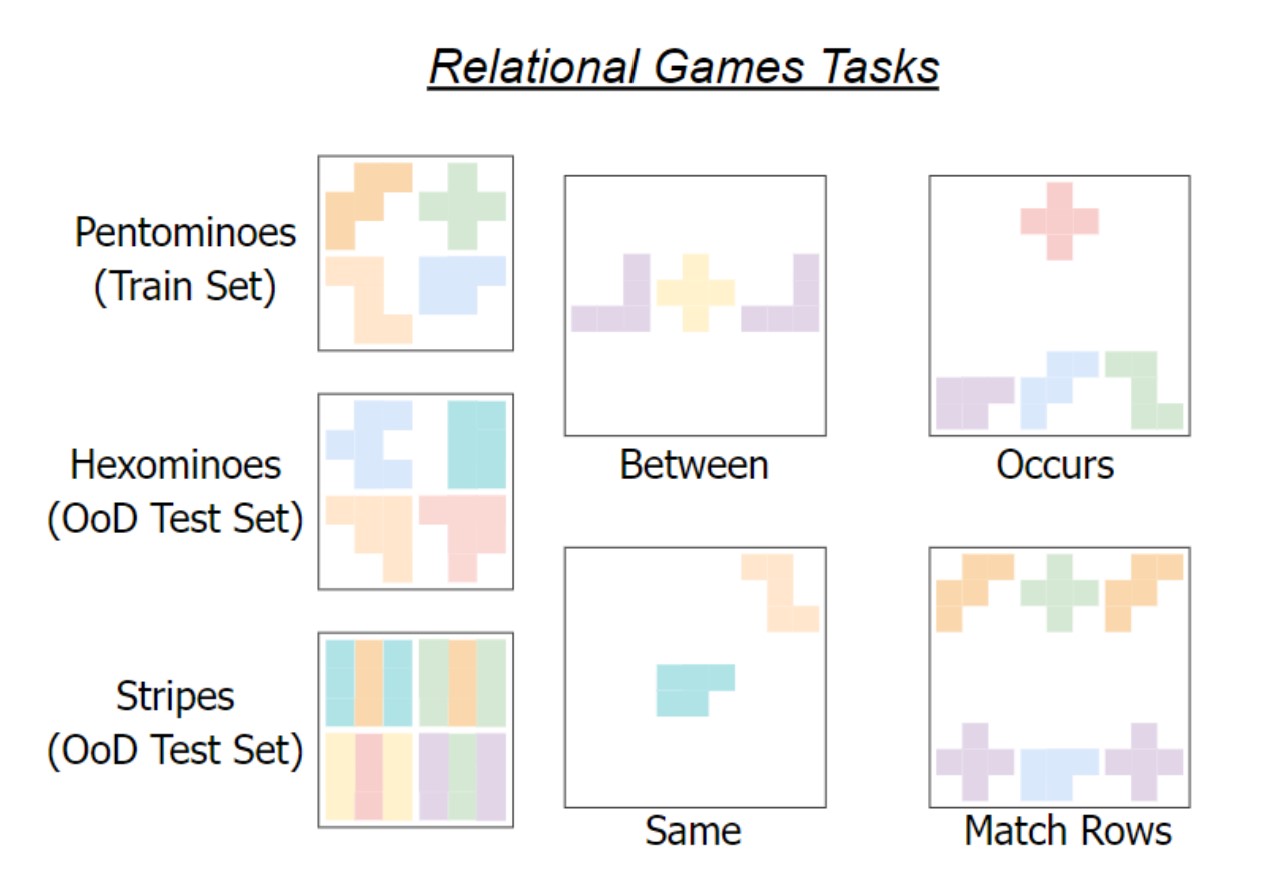 Relational Games Tasks
Pentominoes
(Train Set)
Hexominoes
(OoD Test Set)
Stripes
(OoD Test Set)
Between
Occurs
Same
Match Rows